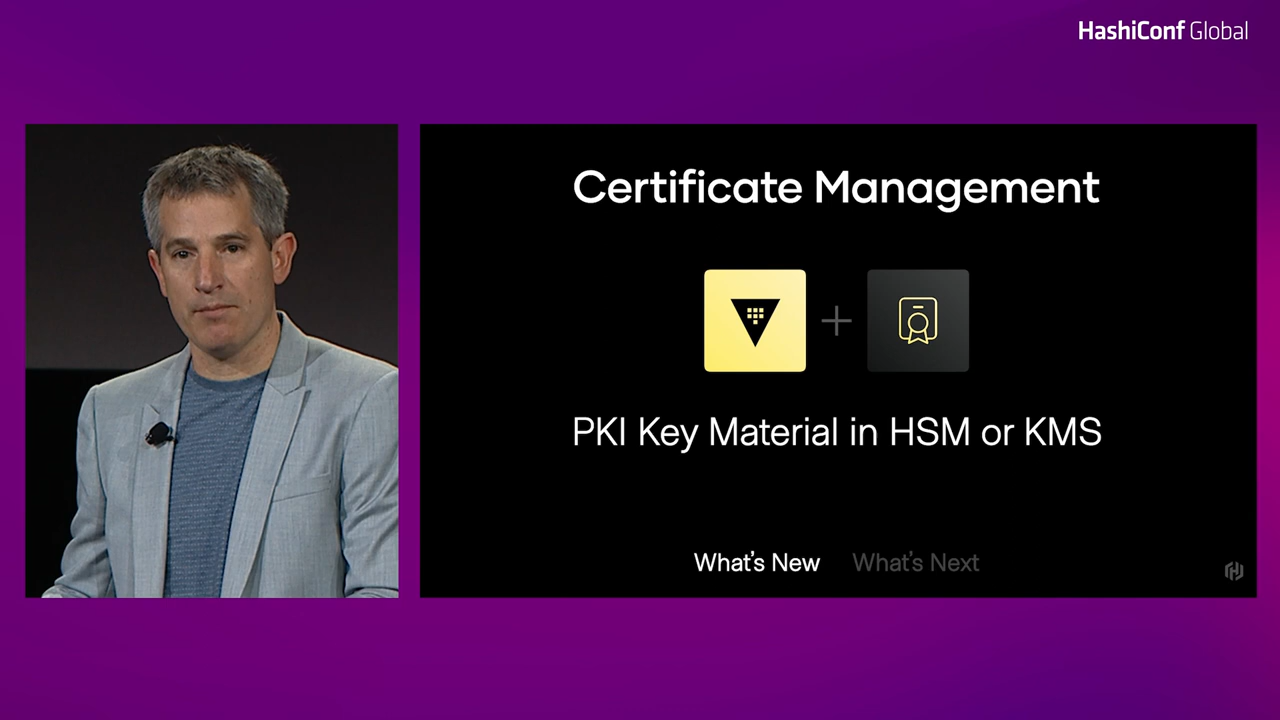 HashiConf Global
Certificate Management
PKI Key Material in HSM or KMS
What's New What's Next